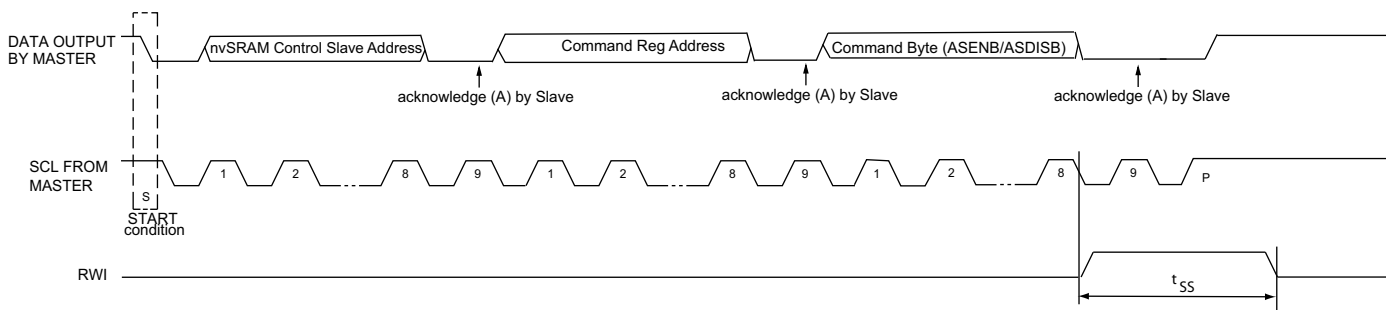 DATA OUTPUT
BY MASTER
nvSRAM Control Slave Address
Command Reg Address
Command Byte (ASENB/ASDISB)
acknowledge (A) by Slave
acknowledge (A) by Slave
acknowledge (A) by Slave
SCL FROM
MASTER
S
1 2 8 9 1 2 8 9 1 2 8 9 P
START
condition
RWI
tSS